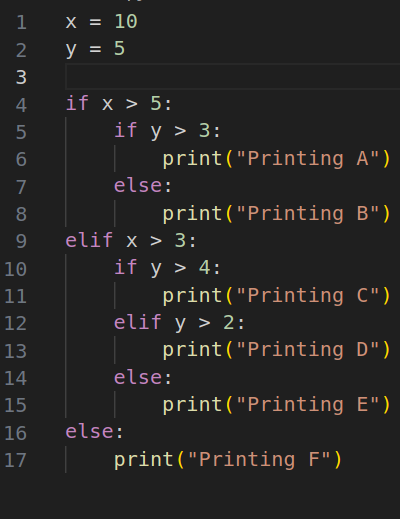 1 x = 10
2 y = 5
3
4 if x > 5:
5     if y > 3:
6         print("Printing A")
7     else:
8         print("Printing B")
9 elif x > 3:
10     if y > 4:
11         print("Printing C")
12     elif y > 2:
13         print("Printing D")
14     else:
15         print("Printing E")
16 else:
17     print("Printing F")